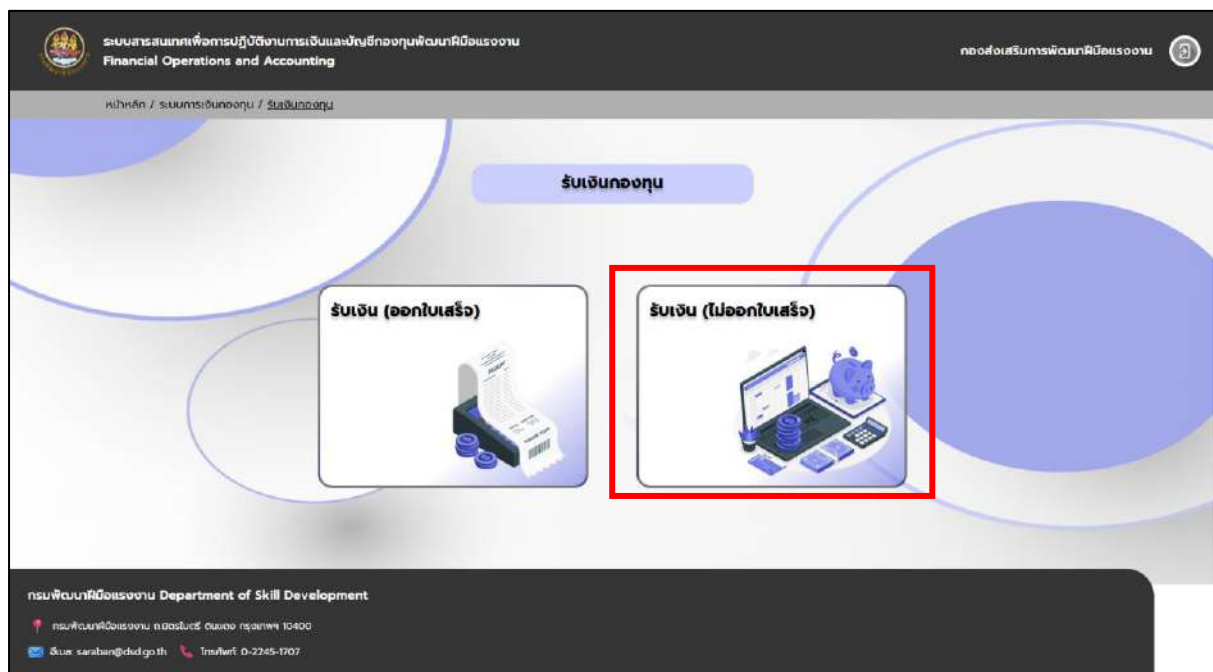 ระบบสารสนเทศเพื่อการปฏิบัติงานการเงินและบัญชีกองทุนพัฒนาฝีมือแรงงาน
Financial Operations and Accounting
กองส่งเสริมการพัฒนาฝีมือแรงงาน
หน้าหลัก / ระบบการเงินกองทุน / รับเงินกองทุน
รับเงินกองทุน
รับเงิน (ออกใบเสร็จ)
รับเงิน (ไม่ออกใบเสร็จ)
กรมพัฒนาฝีมือแรงงาน Department of Skill Development
กรมพัฒนาฝีมือแรงงาน ถ.มิตรไมตรี ดินแดง กรุงเทพฯ 10400
อีเมล: saraban@dsd.go.th โทรศัพท์: 0-2245-1707